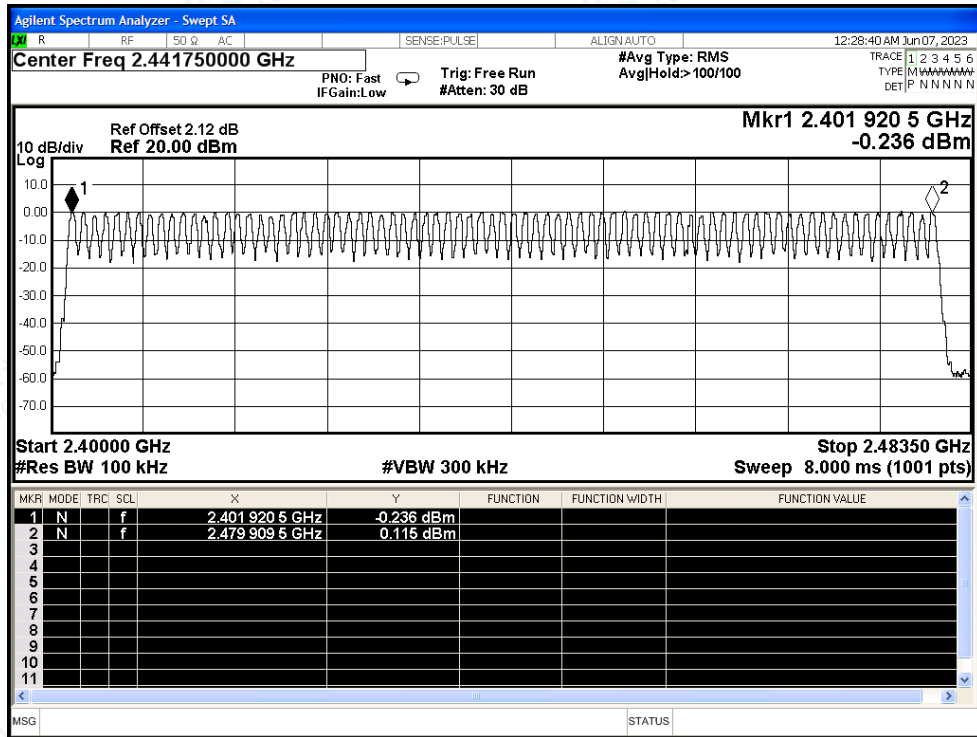 Agilent Spectrum Analyzer - Swept SA
LXI R RF 50 Ω AC SENSE:PULSE ALIGN AUTO 12:28:40 AM Jun 07, 2023
Center Freq 2.441750000 GHz #Avg Type: RMS TRACE 1 2 3 4 5 6
PNO: Fast Trig: Free Run Avg|Hold:>100/100 TYPE M
IFGain:Low #Atten: 30 dB DET P N N N N N
Mkr1 2.401 920 5 GHz
Ref Offset 2.12 dB
10 dB/div Ref 20.00 dBm -0.236 dBm
Log
10.0
1
2
0.00
-10.0
-20.0
-30.0
-40.0
-50.0
-60.0
-70.0
Start 2.40000 GHz Stop 2.48350 GHz
#Res BW 100 kHz #VBW 300 kHz Sweep 8.000 ms (1001 pts)
MKR MODE TRC SCL X Y FUNCTION FUNCTION WIDTH FUNCTION VALUE
1 N f 2.401 920 5 GHz -0.236 dBm
2 N f 2.479 909 5 GHz 0.115 dBm
3
4
5
6
7
8
9
10
11
MSG STATUS